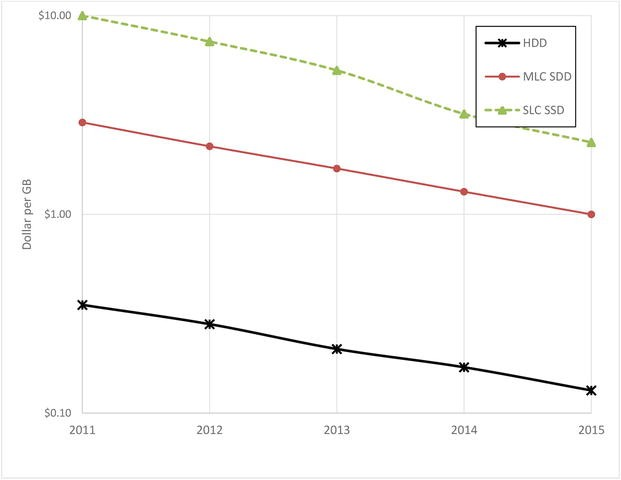 $10.00
HDD
MLC SDD
SLC SSD
Dollar per GB
$1.00
$0.10
2011 2012 2013 2014 2015